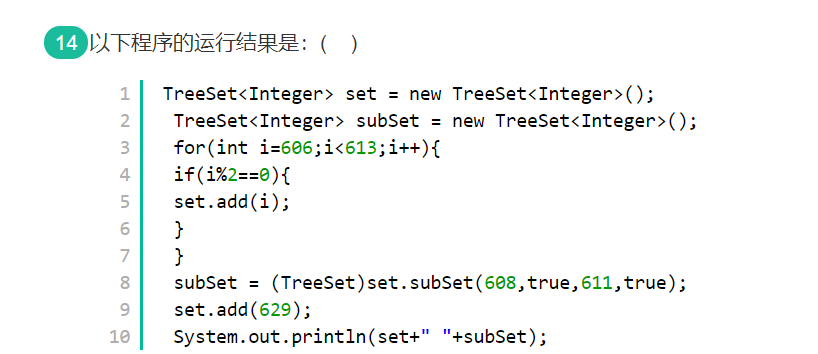 14 以下程序的运行结果是：(    )
1 TreeSet<Integer> set = new TreeSet<Integer>();
2 TreeSet<Integer> subSet = new TreeSet<Integer>();
3 for(int i=606;i<613;i++){
4 if(i%2==0){
5 set.add(i);
6 }
7 }
8 subSet = (TreeSet)set.subSet(608,true,611,true);
9 set.add(629);
10 System.out.println(set+" "+subSet);